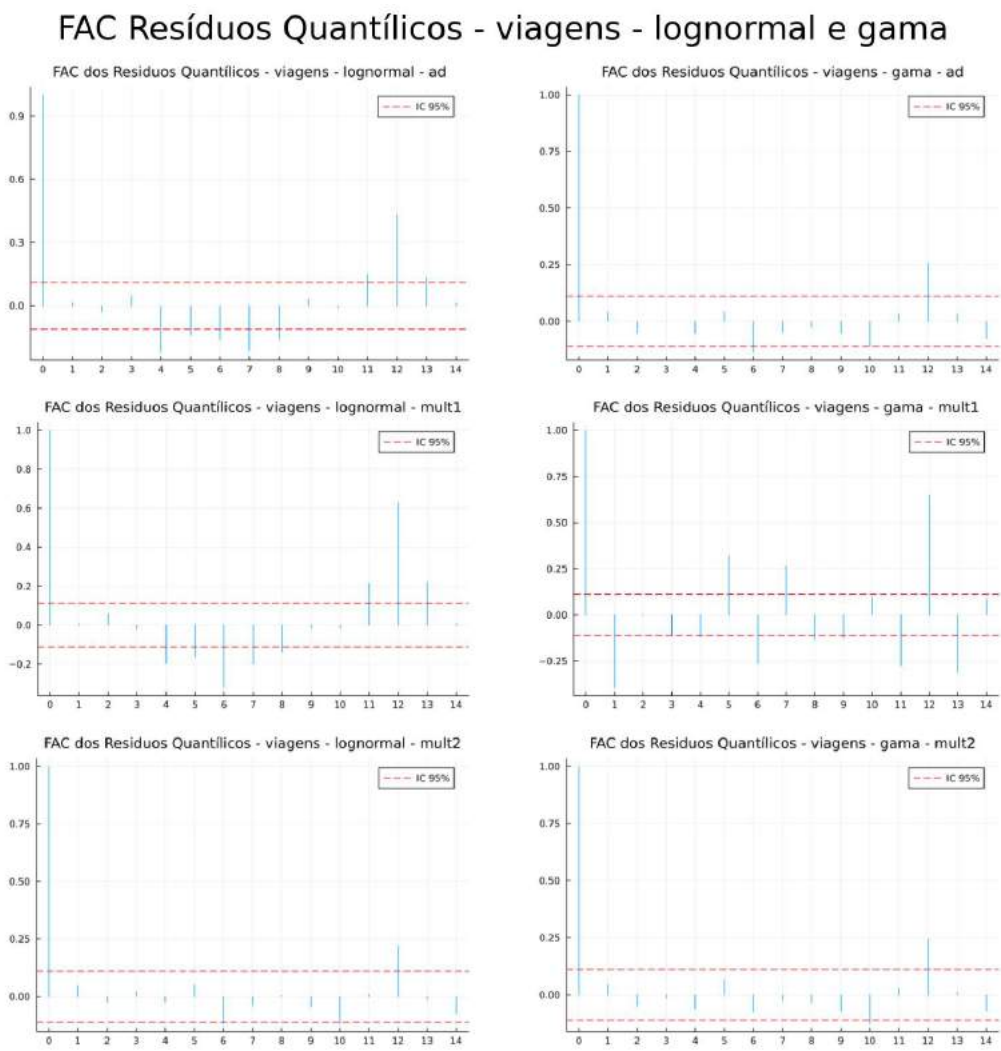 FAC Resíduos Quantílicos - viagens - lognormal e gama
FAC dos Residuos Quantílicos - viagens - lognormal - ad
IC 95%
0.9
0.6
0.3
0.0
0 1 2 3 4 5 6 7 8 9 10 11 12 13 14
FAC dos Residuos Quantílicos - viagens - gama - ad
IC 95%
1.00
0.75
0.50
0.25
0.00
0 1 2 3 4 5 6 7 8 9 10 11 12 13 14
FAC dos Residuos Quantílicos - viagens - lognormal - mult1
IC 95%
1.0
0.8
0.6
0.4
0.2
0.0
−0.2
0 1 2 3 4 5 6 7 8 9 10 11 12 13 14
FAC dos Residuos Quantílicos - viagens - gama - mult1
IC 95%
1.00
0.75
0.50
0.25
0.00
−0.25
0 1 2 3 4 5 6 7 8 9 10 11 12 13 14
FAC dos Residuos Quantílicos - viagens - lognormal - mult2
IC 95%
1.00
0.75
0.50
0.25
0.00
0 1 2 3 4 5 6 7 8 9 10 11 12 13 14
FAC dos Residuos Quantílicos - viagens - gama - mult2
IC 95%
1.00
0.75
0.50
0.25
0.00
0 1 2 3 4 5 6 7 8 9 10 11 12 13 14